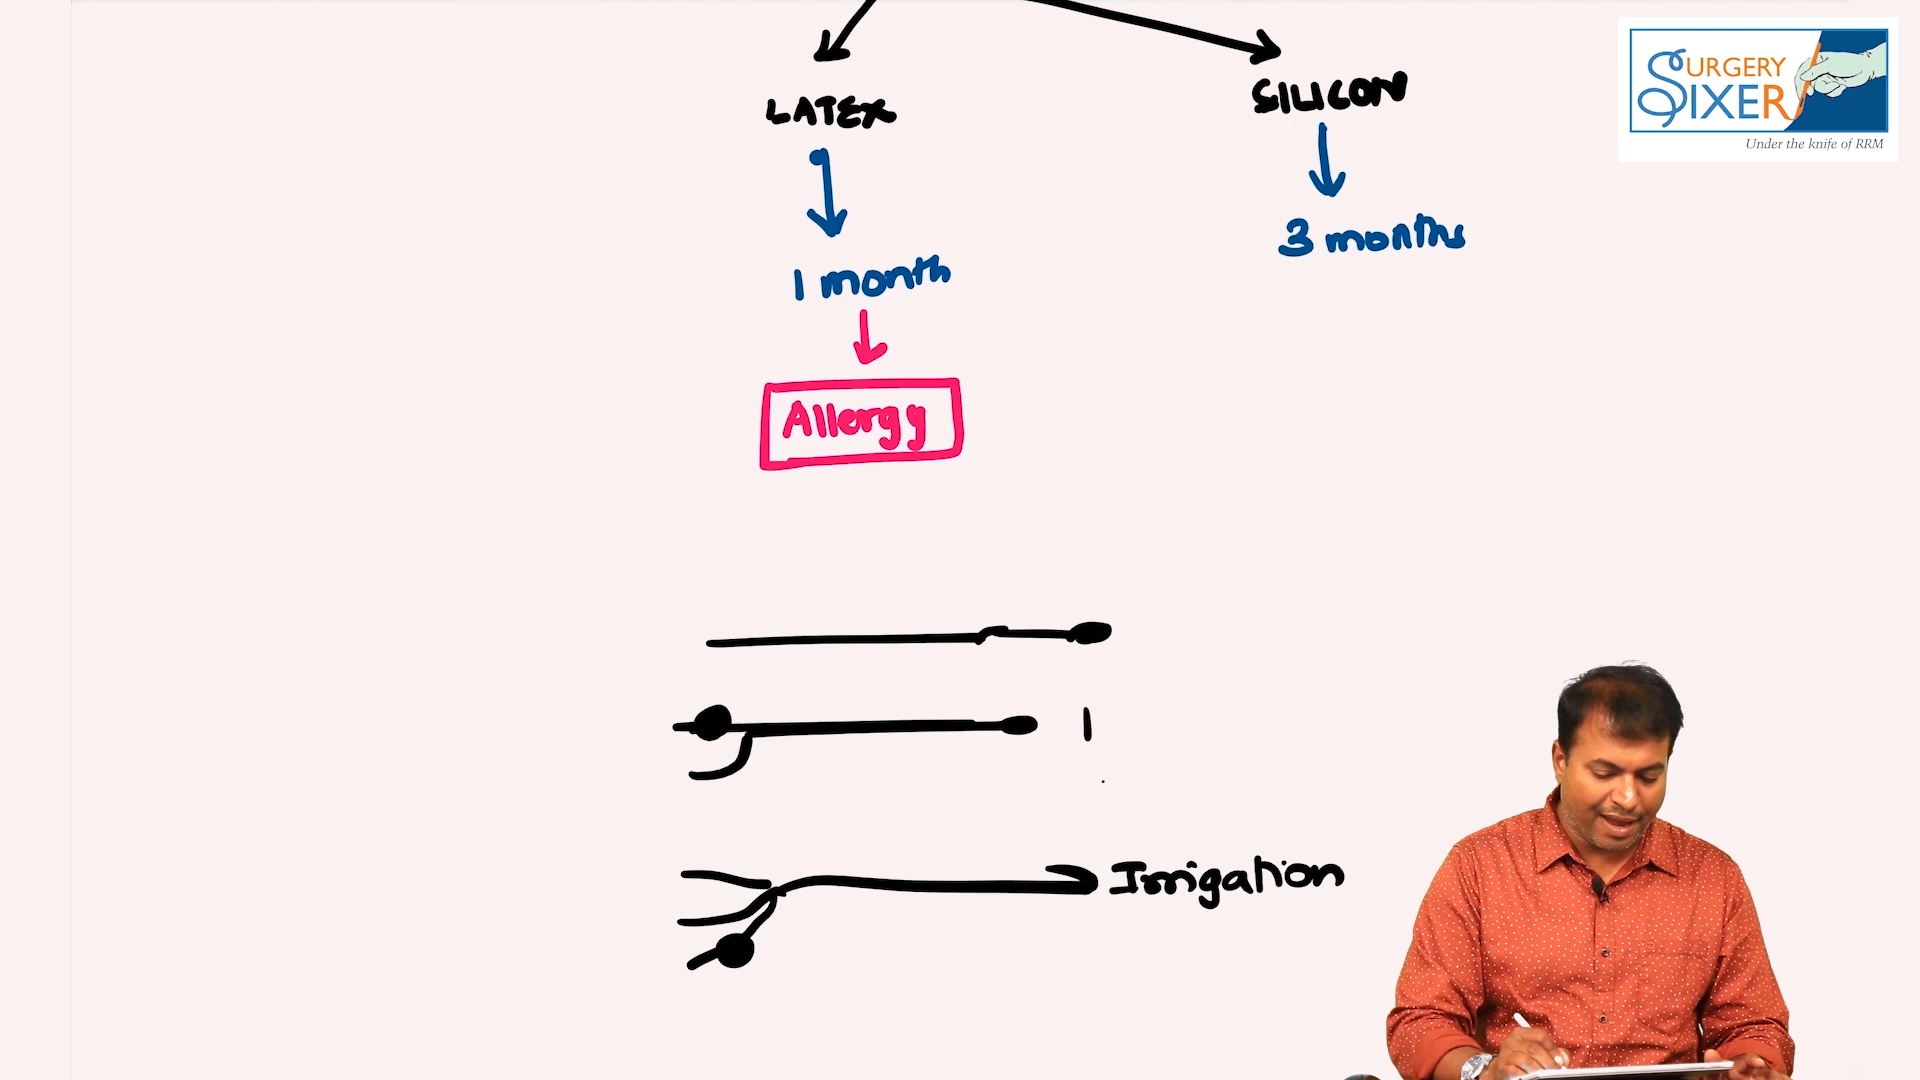 LATEX
SILICON
1 month
3 months
Allergy
1
Irrigation
SURGERY
SIXER
Under the knife of RRM